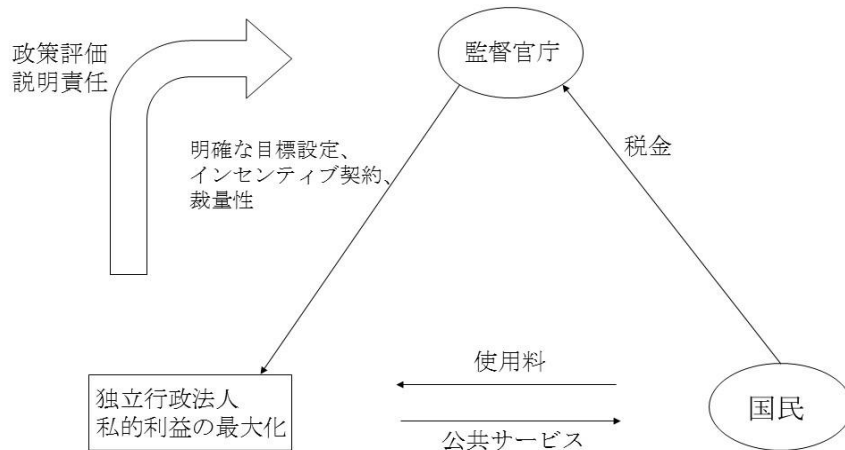 政策評価
説明責任
監督官庁
明確な目標設定、
インセンティブ契約、
裁量性
税金
使用料
独立行政法人
私的利益の最大化
国民
公共サービス